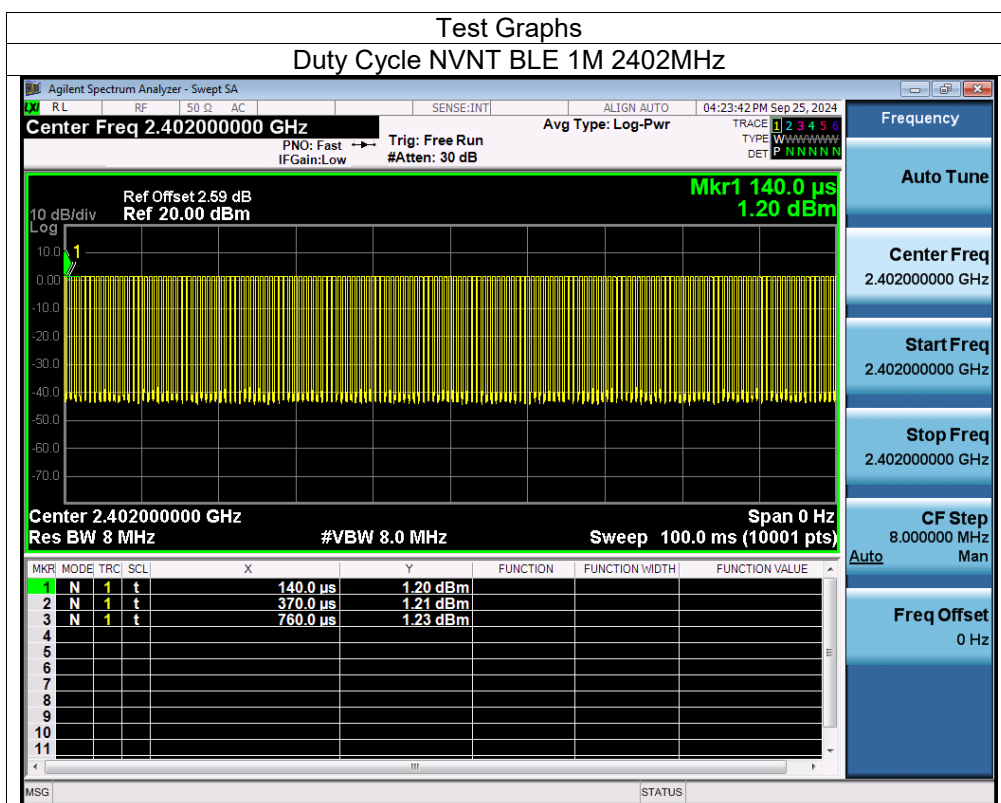 Test Graphs
Duty Cycle NVNT BLE 1M 2402MHz
Agilent Spectrum Analyzer - Swept SA
LXI RL RF 50 Ω AC SENSE:INT ALIGN AUTO 04:23:42 PM Sep 25, 2024
Center Freq 2.402000000 GHz
PNO: Fast
IFGain:Low
Trig: Free Run
#Atten: 30 dB
Avg Type: Log-Pwr
TRACE 1 2 3 4 5 6
TYPE WWWWWW
DET P N N N N N
Ref Offset 2.59 dB
10 dB/div Ref 20.00 dBm
Log
Mkr1 140.0 µs
1.20 dBm
10.0
0.00
-10.0
-20.0
-30.0
-40.0
-50.0
-60.0
-70.0
1
Center 2.402000000 GHz Span 0 Hz
Res BW 8 MHz #VBW 8.0 MHz Sweep 100.0 ms (10001 pts)
MKR MODE TRC SCL X Y FUNCTION FUNCTION WIDTH FUNCTION VALUE
1 N 1 t 140.0 µs 1.20 dBm
2 N 1 t 370.0 µs 1.21 dBm
3 N 1 t 760.0 µs 1.23 dBm
4
5
6
7
8
9
10
11
MSG STATUS
Frequency
Auto Tune
Center Freq
2.402000000 GHz
Start Freq
2.402000000 GHz
Stop Freq
2.402000000 GHz
CF Step
8.000000 MHz
Auto Man
Freq Offset
0 Hz